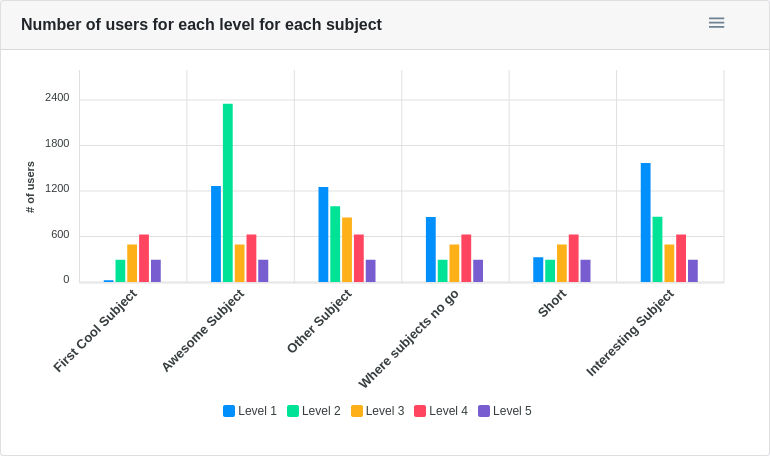 Number of users for each level for each subject
# of users
2400
1800
1200
600
0
First Cool Subject
Awesome Subject
Other Subject
Where subjects no go
Short
Interesting Subject
Level 1
Level 2
Level 3
Level 4
Level 5